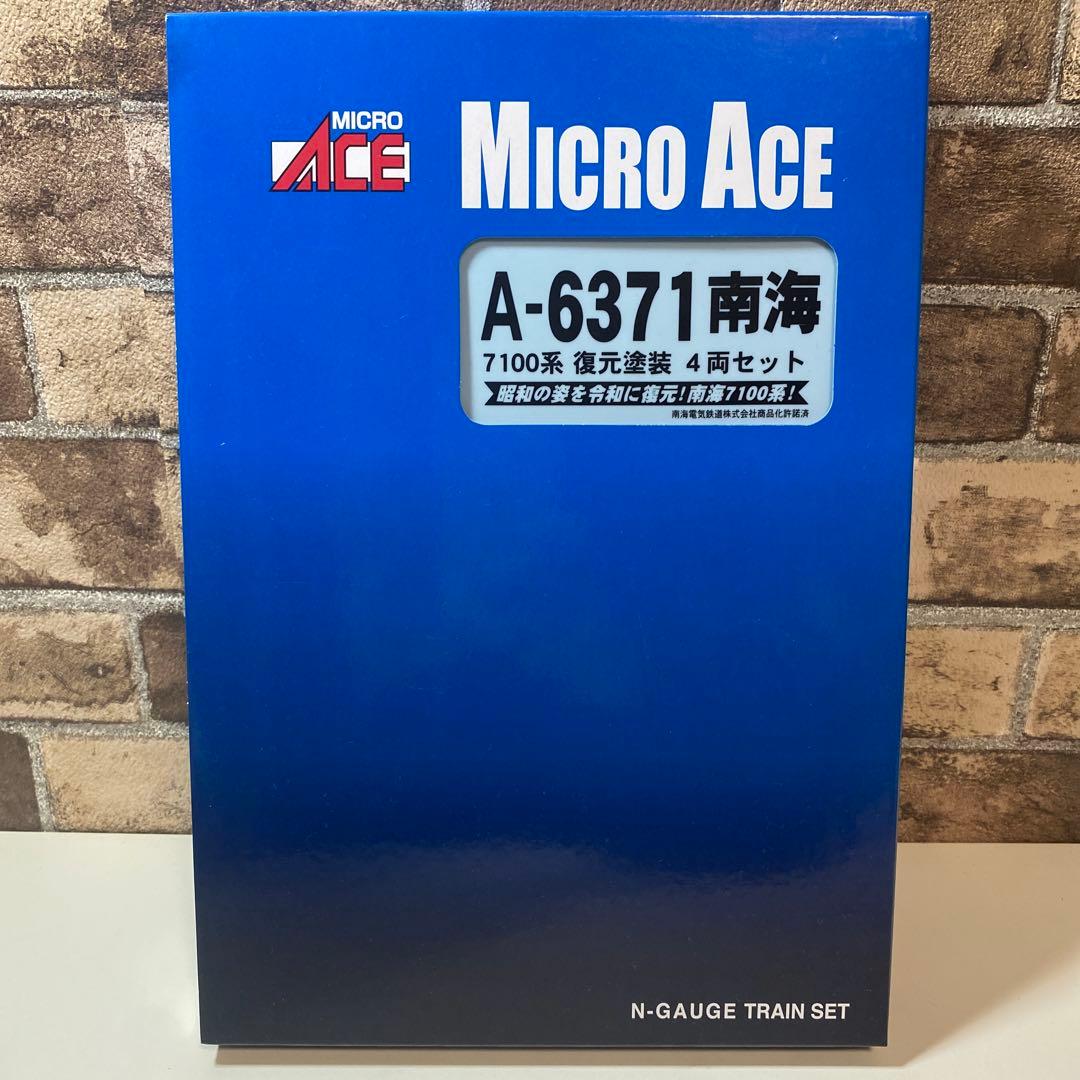 MICRO
ACE
MICRO ACE
A-6371南海
7100系 復元塗装 4両セット
昭和の姿を令和に復元!南海7100系!
南海電気鉄道株式会社商品化許諾済
N-GAUGE TRAIN SET